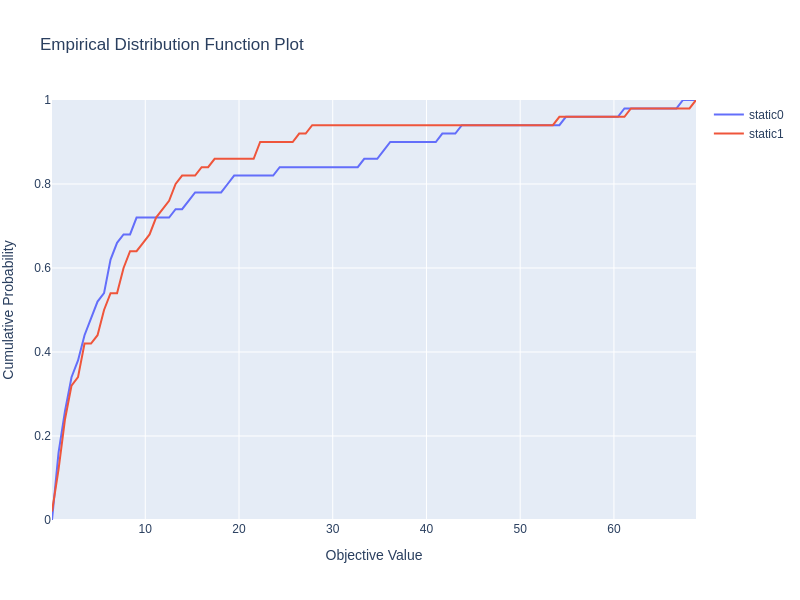 Empirical Distribution Function Plot
static0
static1
1
0.8
0.6
0.4
0.2
0
Cumulative Probability
10 20 30 40 50 60
Objective Value